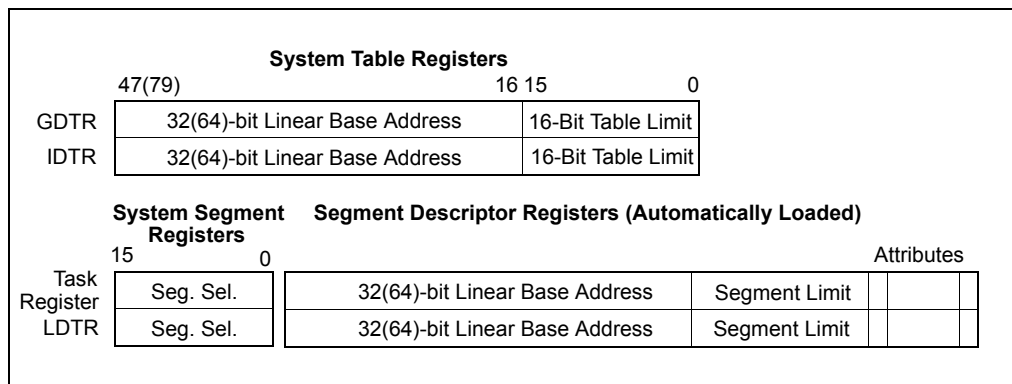 System Table Registers
47(79) 16 15 0
GDTR 32(64)-bit Linear Base Address 16-Bit Table Limit
IDTR 32(64)-bit Linear Base Address 16-Bit Table Limit
System Segment Registers Segment Descriptor Registers (Automatically Loaded)
15 0 Attributes
Task Register Seg. Sel. 32(64)-bit Linear Base Address Segment Limit
LDTR Seg. Sel. 32(64)-bit Linear Base Address Segment Limit